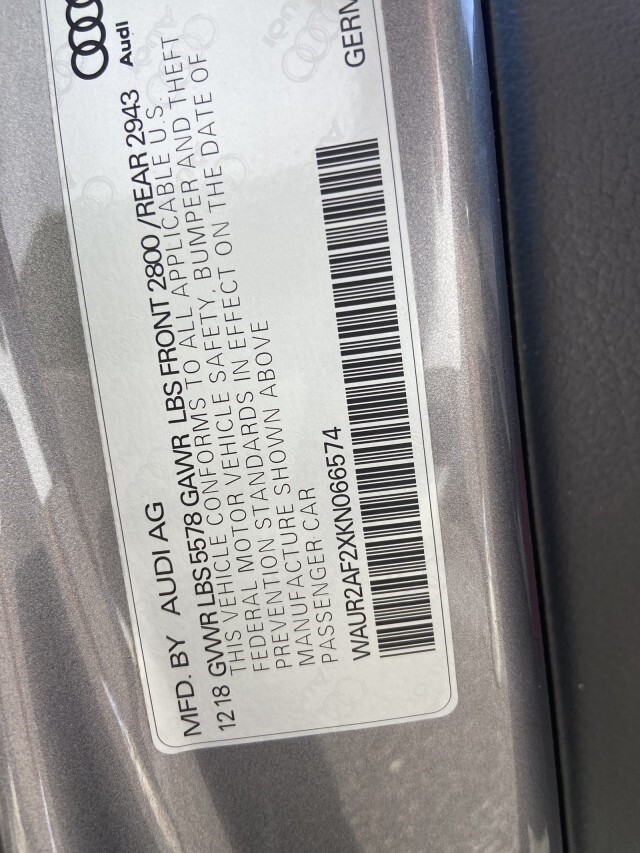 MFD. BY AUDI AG
Audi
1218 GVWR LBS 5578 GAWR LBS FRONT 2800 /REAR 2943
THIS VEHICLE CONFORMS TO ALL APPLICABLE U.S.
FEDERAL MOTOR VEHICLE SAFETY, BUMPER AND THEFT
PREVENTION STANDARDS IN EFFECT ON THE DATE OF
MANUFACTURE SHOWN ABOVE
PASSENGER CAR
WAUR2AF2XKN066574
GERM